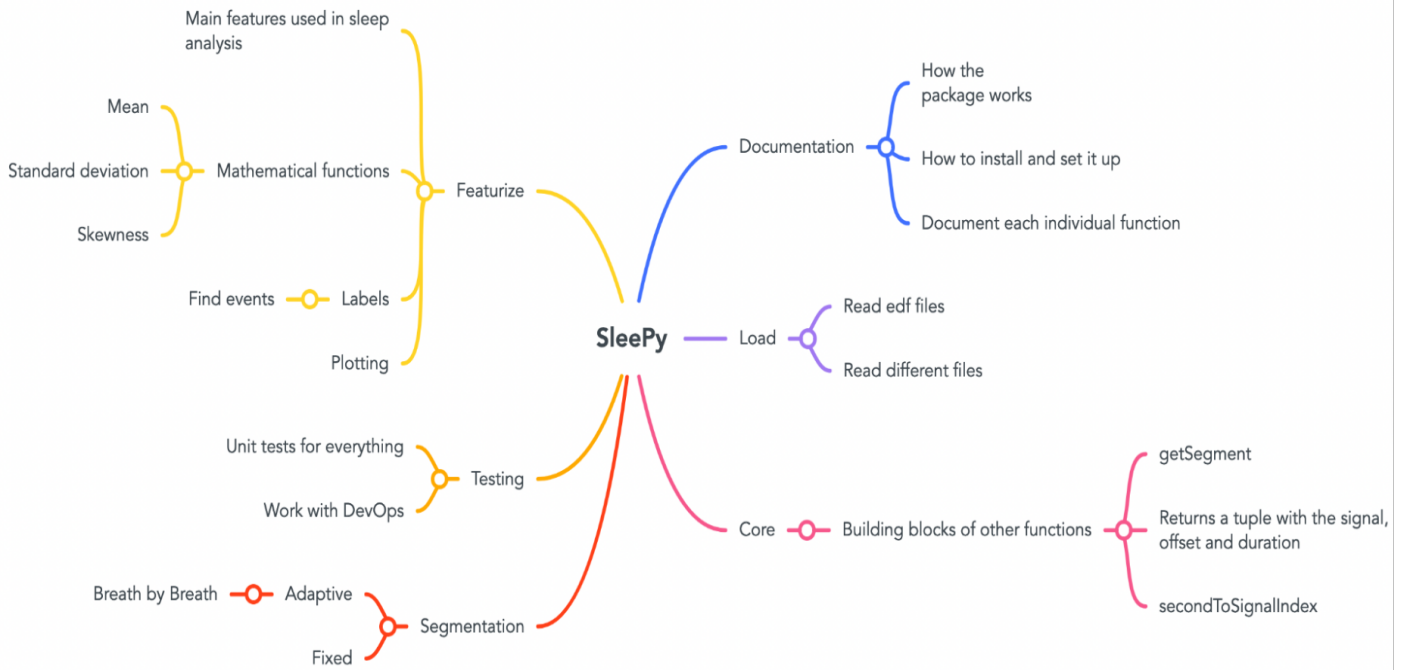 Main features used in sleep
analysis
Mean
Standard deviation
Skewness
Mathematical functions
Find events
Labels
Plotting
Featurize
Unit tests for everything
Work with DevOps
Testing
Breath by Breath
Adaptive
Fixed
Segmentation
SleePy
Documentation
How the
package works
How to install and set it up
Document each individual function
Load
Read edf files
Read different files
Core
Building blocks of other functions
getSegment
Returns a tuple with the signal,
offset and duration
secondToSignalIndex